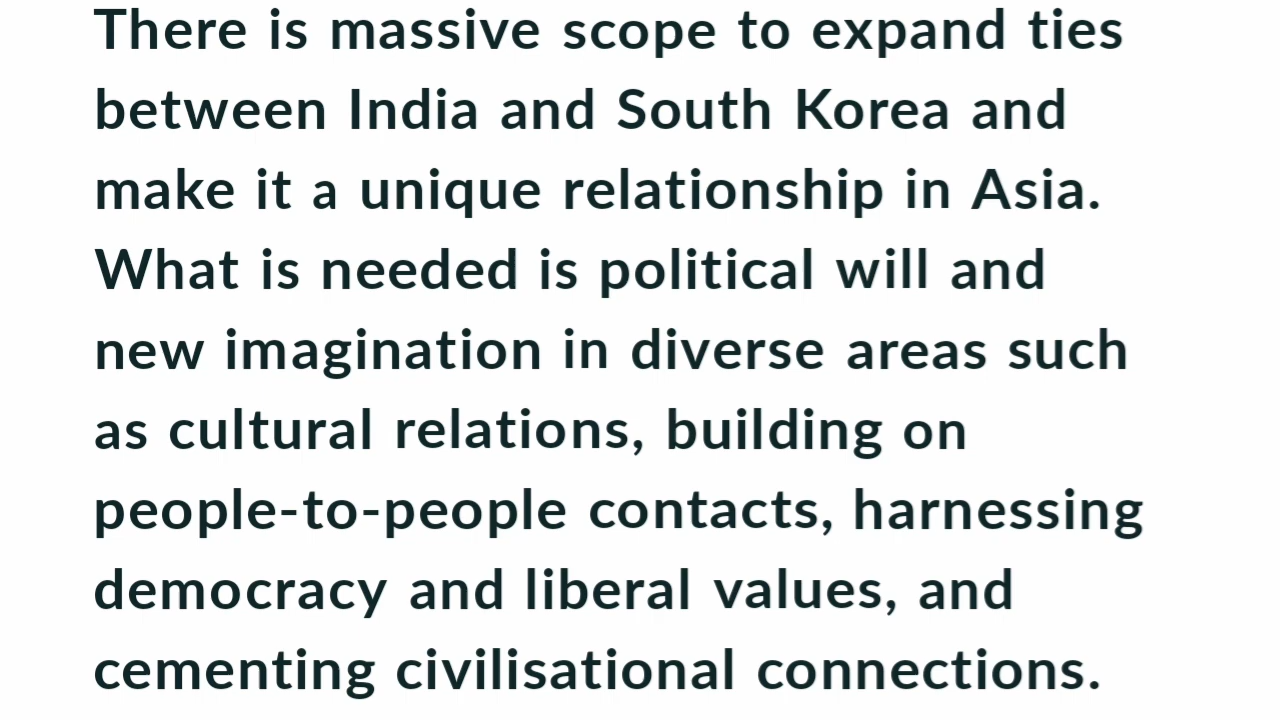 There is massive scope to expand ties
between India and South Korea and
make it a unique relationship in Asia.
What is needed is political will and
new imagination in diverse areas such
as cultural relations, building on
people-to-people contacts, harnessing
democracy and liberal values, and
cementing civilisational connections.